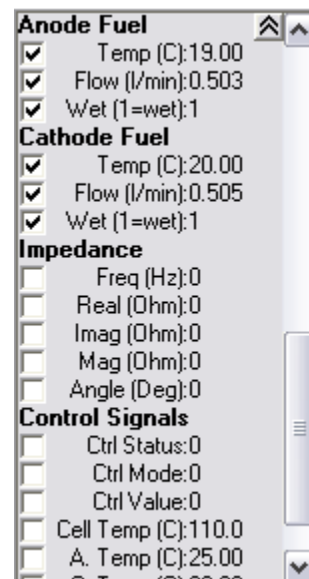 Anode Fuel
Temp (C):19.00
Flow (l/min):0.503
Wet (1=wet):1
Cathode Fuel
Temp (C):20.00
Flow (l/min):0.505
Wet (1=wet):1
Impedance
Freq (Hz):0
Real (Ohm):0
Imag (Ohm):0
Mag (Ohm):0
Angle (Deg):0
Control Signals
Ctrl Status:0
Ctrl Mode:0
Ctrl Value:0
Cell Temp (C):110.0
A. Temp (C):25.00